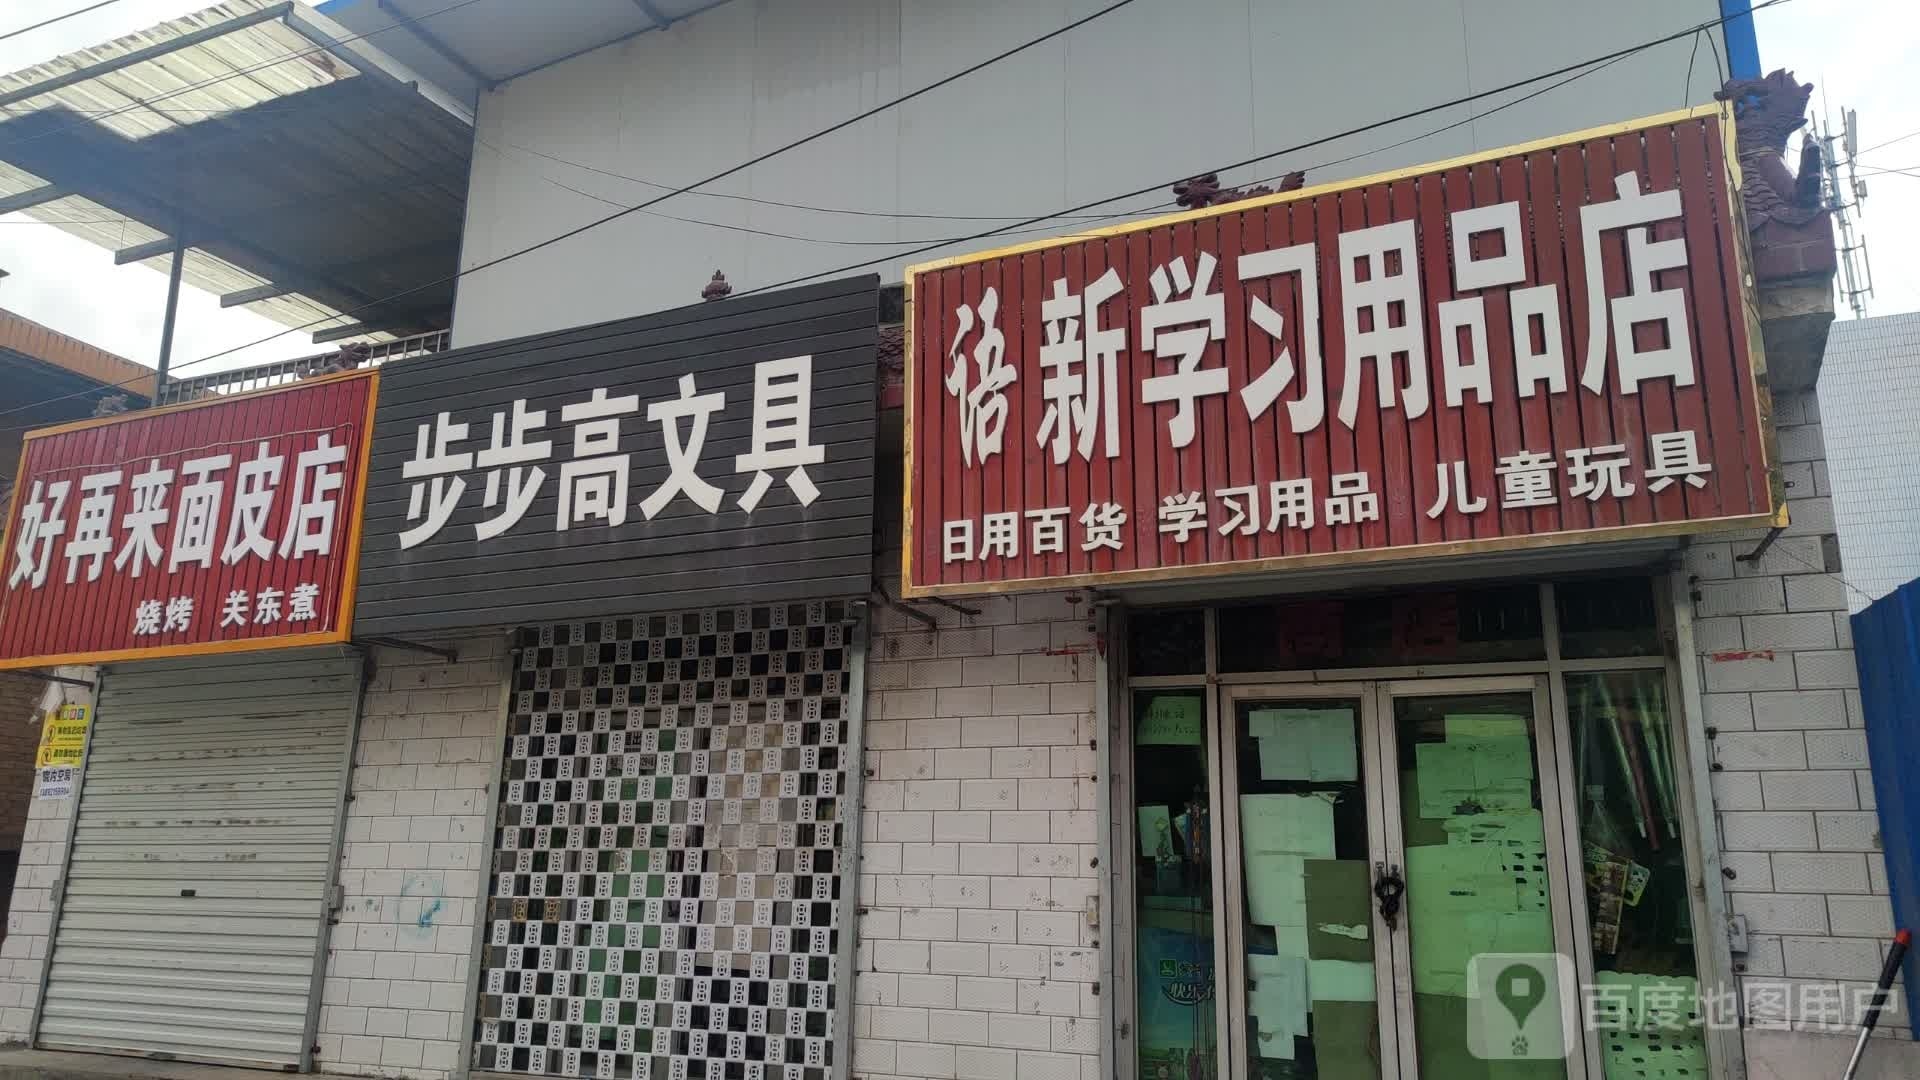 好再来面皮店
烧烤 关东煮
步步高文具
语新学习用品店
日用百货 学习用品 儿童玩具
百度地图用户